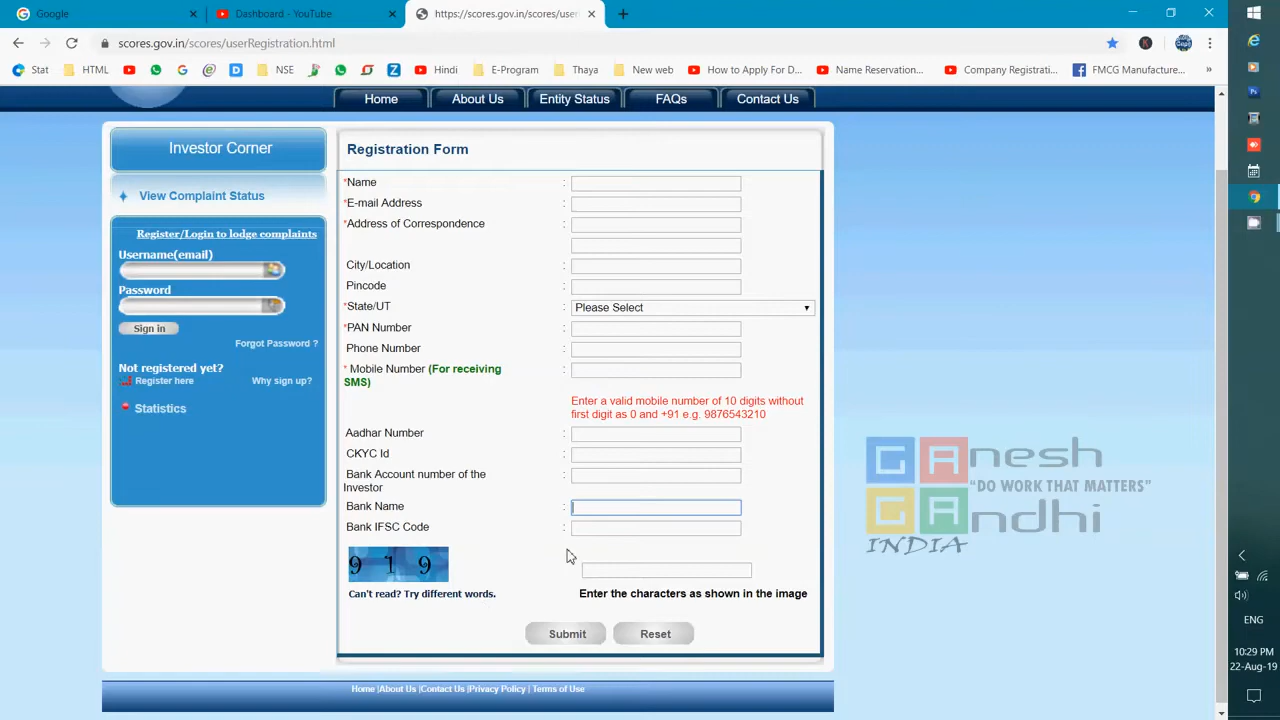 Google
Dashboard - YouTube
https://scores.gov.in/scores/user
scores.gov.in/scores/userRegistration.html
Stat
HTML
NSE
Hindi
E-Program
Thaya
New web
How to Apply For D...
Name Reservation...
Company Registrati...
FMCG Manufacture...
»
Home
About Us
Entity Status
FAQs
Contact Us
Investor Corner
View Complaint Status
Register/Login to lodge complaints
Username(email)
Password
Sign in
Forgot Password ?
Not registered yet?
Register here
Why sign up?
Statistics
Registration Form
*Name :
*E-mail Address :
*Address of Correspondence :
City/Location :
Pincode :
*State/UT : Please Select
*PAN Number :
Phone Number :
* Mobile Number (For receiving :
SMS)
Enter a valid mobile number of 10 digits without
first digit as 0 and +91 e.g. 9876543210
Aadhar Number :
CKYC Id :
Bank Account number of the :
Investor
Bank Name :
Bank IFSC Code :
9 1 9
Can't read? Try different words.
Enter the characters as shown in the image
Submit
Reset
Home |About Us |Contact Us |Privacy Policy | Terms of Use
GAnesh
"DO WORK THAT MATTERS"
GAndhi
INDIA
ENG
10:29 PM
22-Aug-19